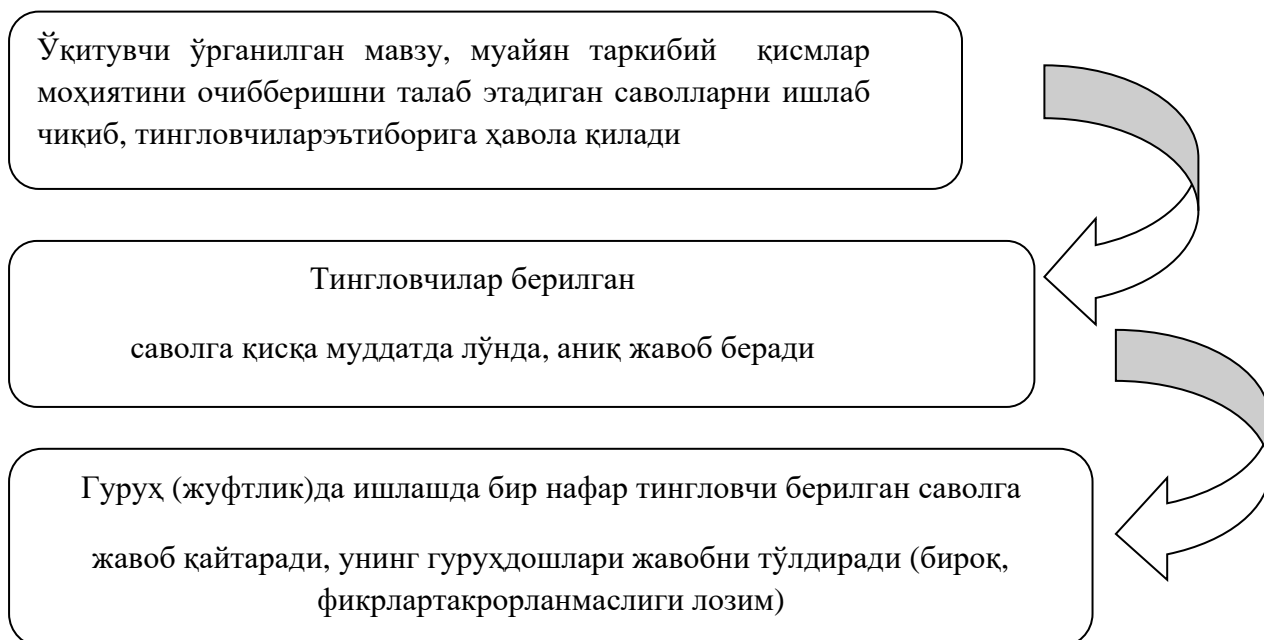 Ўқитувчи ўрганилган мавзу, муайян таркибий қисмлар
моҳиятини очибберишни талаб этадиган саволларни ишлаб
чиқиб, тингловчиларэътиборига ҳавола қилади
Тингловчилар берилган
саволга қисқа муддатда лўнда, аниқ жавоб беради
Гуруҳ (жуфтлик)да ишлашда бир нафар тингловчи берилган саволга
жавоб қайтаради, унинг гуруҳдошлари жавобни тўлдиради (бироқ,
фикрлартакрорланмаслиги лозим)